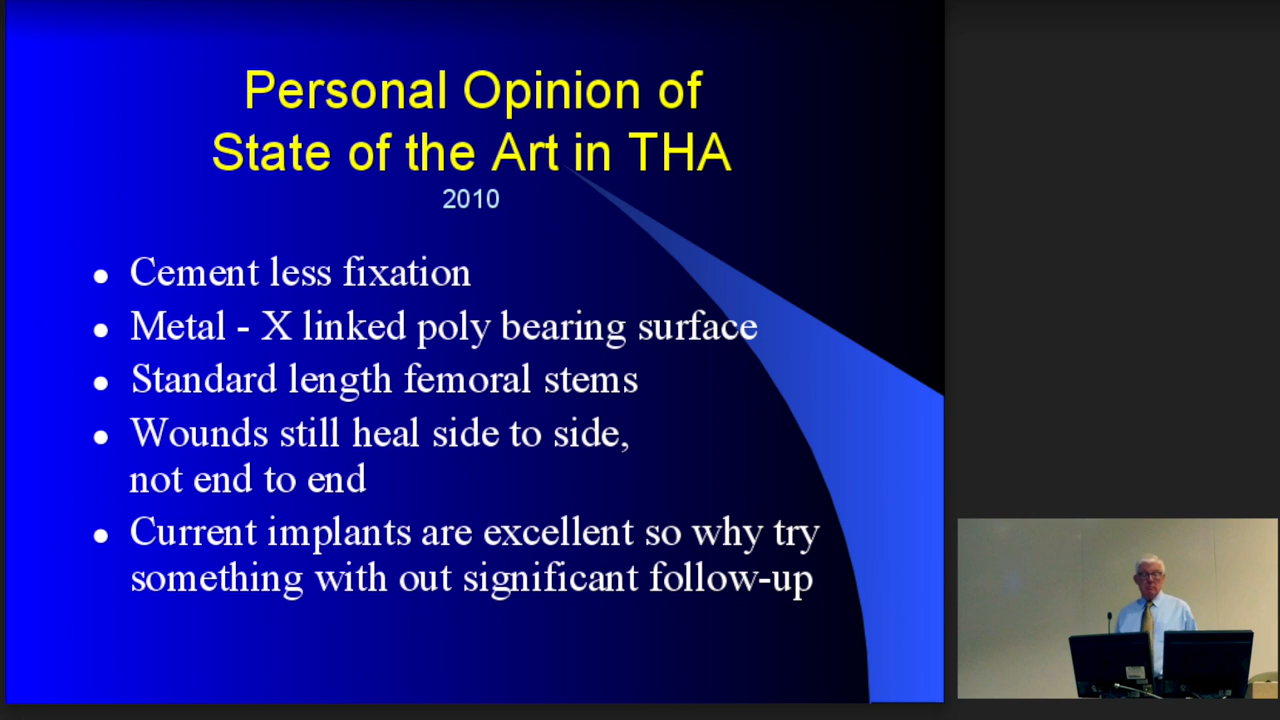 Personal Opinion of
State of the Art in THA
2010
● Cement less fixation
● Metal - X linked poly bearing surface
● Standard length femoral stems
● Wounds still heal side to side,
not end to end
● Current implants are excellent so why try
something with out significant follow-up